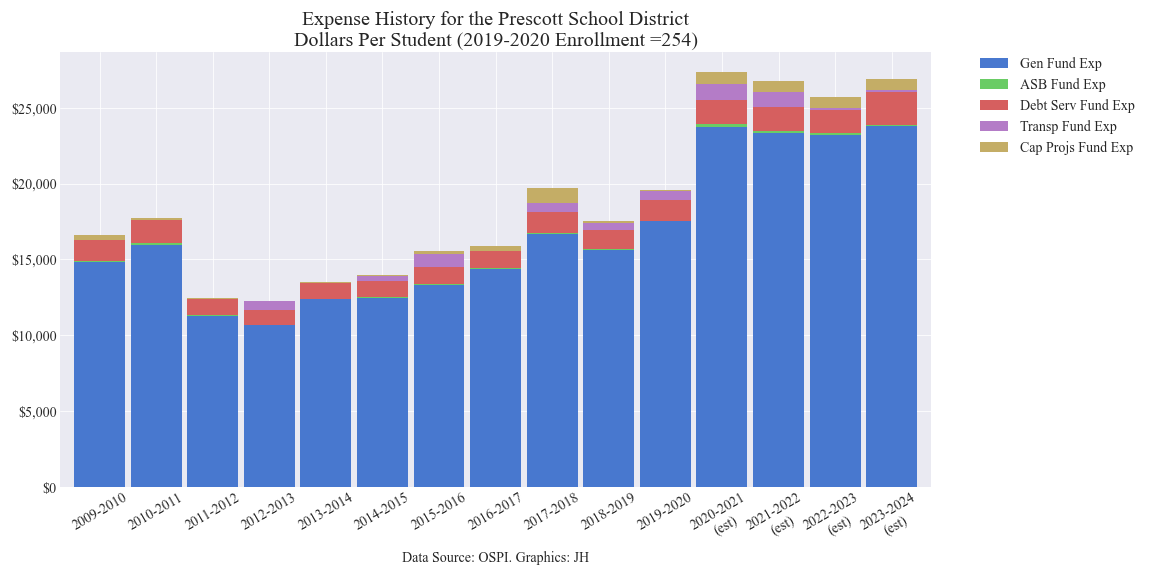 Expense History for the Prescott School District
Dollars Per Student (2019-2020 Enrollment =254)
Gen Fund Exp
ASB Fund Exp
Debt Serv Fund Exp
Transp Fund Exp
Cap Projs Fund Exp
$25,000
$20,000
$15,000
$10,000
$5,000
$0
2009-2010
2010-2011
2011-2012
2012-2013
2013-2014
2014-2015
2015-2016
2016-2017
2017-2018
2018-2019
2019-2020
2020-2021
(est)
2021-2022
(est)
2022-2023
(est)
2023-2024
(est)
Data Source: OSPI. Graphics: JH